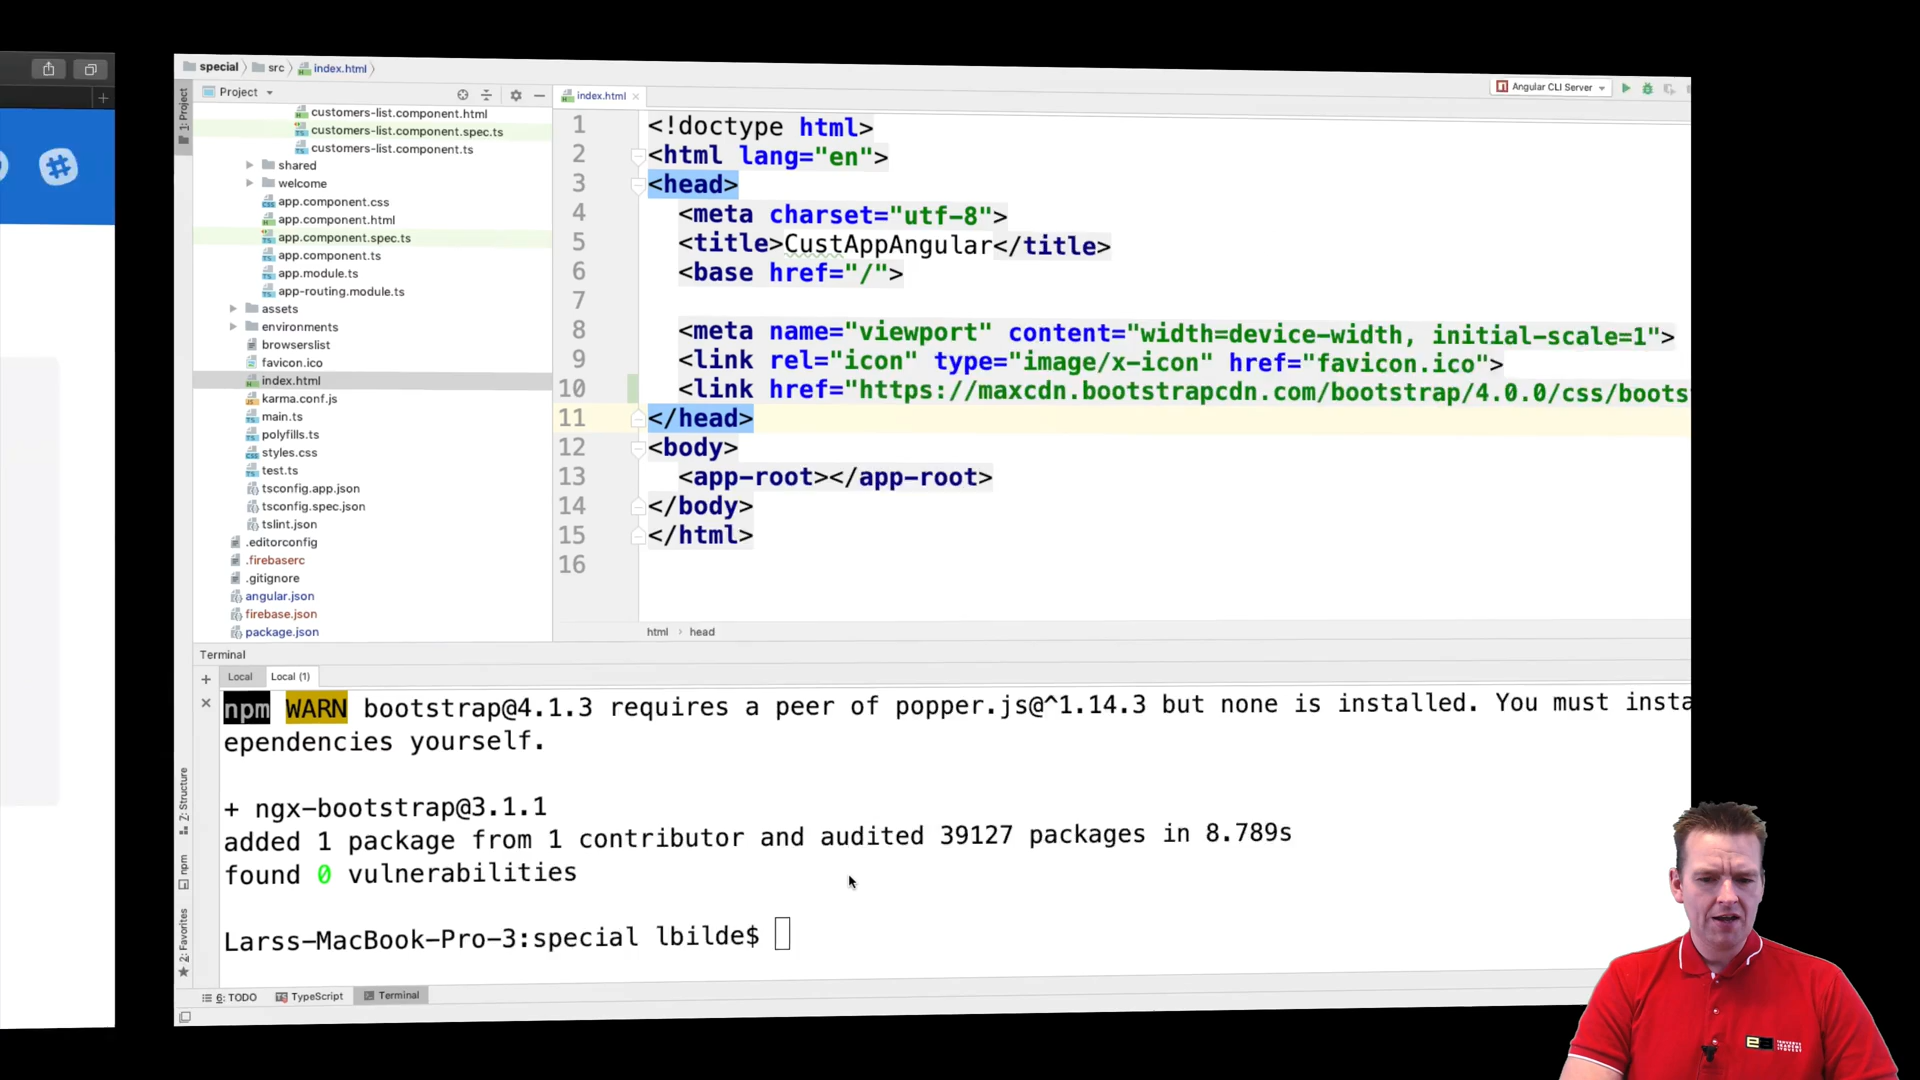 special
src
index.html
Project
index.html
Angular CLI Server
1: Project
customers-list.component.html
customers-list.component.spec.ts
customers-list.component.ts
shared
welcome
app.component.css
app.component.html
app.component.spec.ts
app.component.ts
app.module.ts
app-routing.module.ts
assets
environments
browserslist
favicon.ico
index.html
karma.conf.js
main.ts
polyfills.ts
styles.css
test.ts
tsconfig.app.json
tsconfig.spec.json
tslint.json
.editorconfig
.firebaserc
.gitignore
angular.json
firebase.json
package.json
1 <!doctype html>
2 <html lang="en">
3 <head>
4 <meta charset="utf-8">
5 <title>CustAppAngular</title>
6 <base href="/">
7
8 <meta name="viewport" content="width=device-width, initial-scale=1">
9 <link rel="icon" type="image/x-icon" href="favicon.ico">
10 <link href="https://maxcdn.bootstrapcdn.com/bootstrap/4.0.0/css/boots
11 </head>
12 <body>
13 <app-root></app-root>
14 </body>
15 </html>
16
html › head
Terminal
Local
Local (1)
npm WARN bootstrap@4.1.3 requires a peer of popper.js@^1.14.3 but none is installed. You must insta
ependencies yourself.
+ ngx-bootstrap@3.1.1
added 1 package from 1 contributor and audited 39127 packages in 8.789s
found 0 vulnerabilities
Larss-MacBook-Pro-3:special lbilde$
Z: Structure
npm
2: Favorites
6: TODO
TypeScript
Terminal